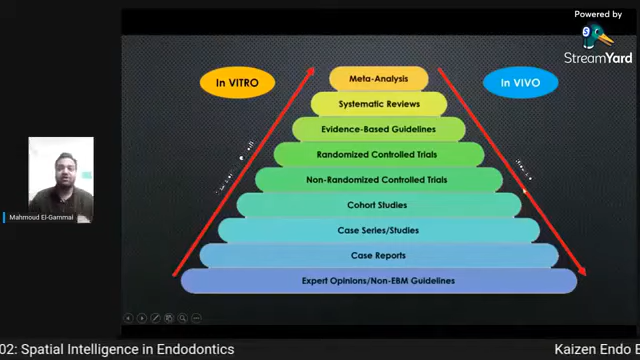 Powered by
StreamYard
In VITRO
In VIVO
Meta-Analysis
Systematic Reviews
Evidence-Based Guidelines
Randomized Controlled Trials
Non-Randomized Controlled Trials
Cohort Studies
Case Series/Studies
Case Reports
Expert Opinions/Non-EBM Guidelines
Mahmoud El-Gammal
02: Spatial Intelligence in Endodontics
Kaizen Endo E